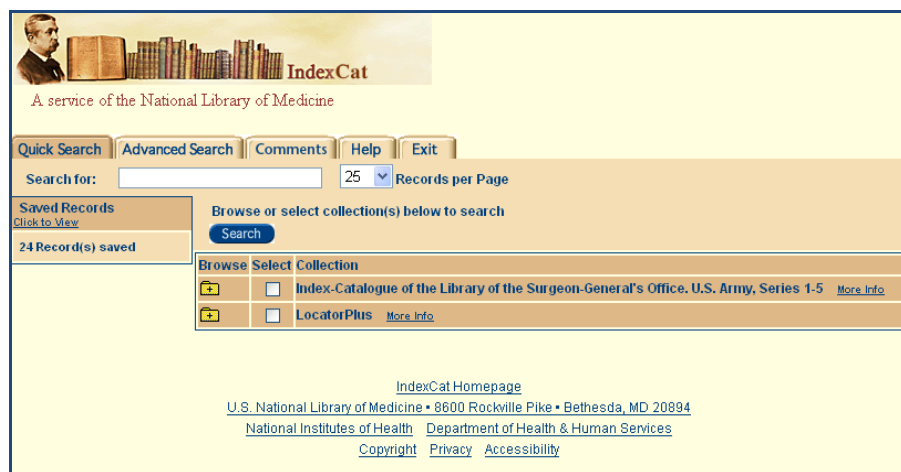 IndexCat
A service of the National Library of Medicine
Quick Search Advanced Search Comments Help Exit
Search for: 25 Records per Page
Saved Records
Click to View
24 Record(s) saved
Browse or select collection(s) below to search
Search
Browse Select Collection
Index-Catalogue of the Library of the Surgeon-General's Office. U.S. Army, Series 1-5 More Info
LocatorPlus More Info
IndexCat Homepage
U.S. National Library of Medicine • 8600 Rockville Pike • Bethesda, MD 20894
National Institutes of Health Department of Health & Human Services
Copyright Privacy Accessibility